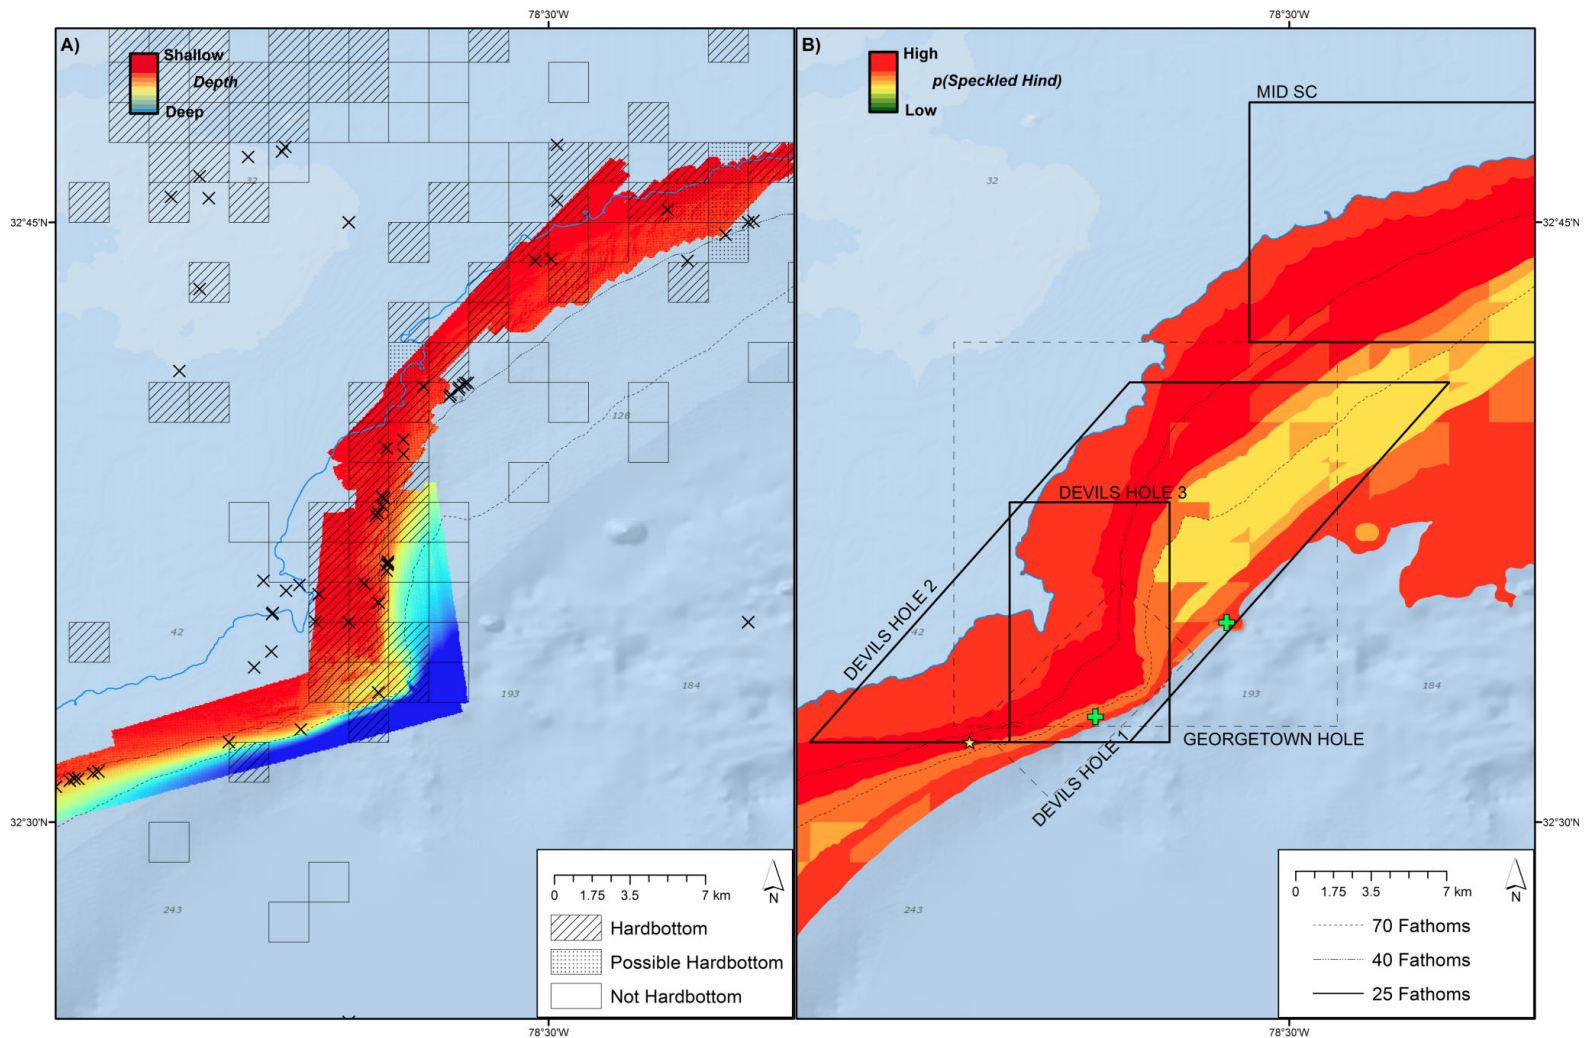 78°30'W
78°30'W
A)
Shallow
Depth
Deep
B)
High
p(Speckled Hind)
Low
MID SC
32
32
32°45'N
32°45'N
128
DEVILS HOLE 3
DEVILS HOLE 2
42
42
193
184
193
184
GEORGETOWN HOLE
DEVILS HOLE 1
32°30'N
32°30'N
243
243
0 1.75 3.5 7 km
N
Hardbottom
Possible Hardbottom
Not Hardbottom
0 1.75 3.5 7 km
N
70 Fathoms
40 Fathoms
25 Fathoms
78°30'W
78°30'W